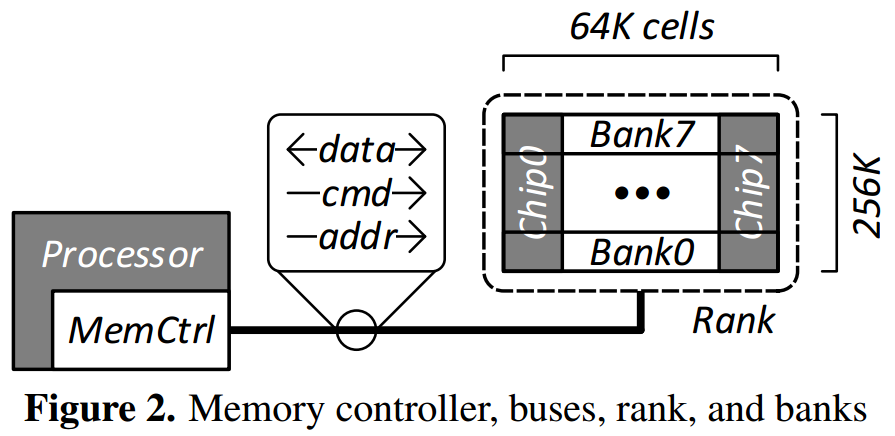 64K cells
data
cmd
addr
Bank7
Chip0
•••
Chip7
256K
Bank0
Processor
MemCtrl
Rank
Figure 2. Memory controller, buses, rank, and banks